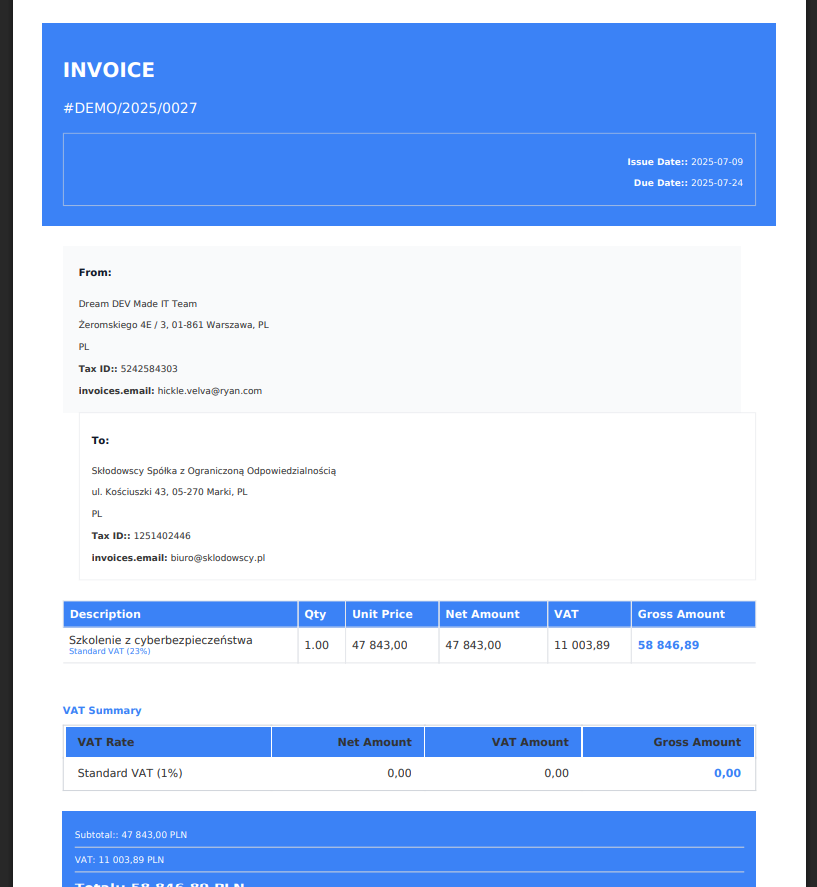 INVOICE
#DEMO/2025/0027
Issue Date:: 2025-07-09
Due Date:: 2025-07-24
From:
Dream DEV Made IT Team
Żeromskiego 4E / 3, 01-861 Warszawa, PL
PL
Tax ID:: 5242584303
invoices.email: hickle.velva@ryan.com
To:
Skłodowscy Spółka z Ograniczoną Odpowiedzialnością
ul. Kościuszki 43, 05-270 Marki, PL
PL
Tax ID:: 1251402446
invoices.email: biuro@sklodowscy.pl
Description Qty Unit Price Net Amount VAT Gross Amount
Szkolenie z cyberbezpieczeństwa 1.00 47 843,00 47 843,00 11 003,89 58 846,89
Standard VAT (23%)
VAT Summary
VAT Rate Net Amount VAT Amount Gross Amount
Standard VAT (1%) 0,00 0,00 0,00
Subtotal:: 47 843,00 PLN
VAT: 11 003,89 PLN
Total: 58 846,89 PLN